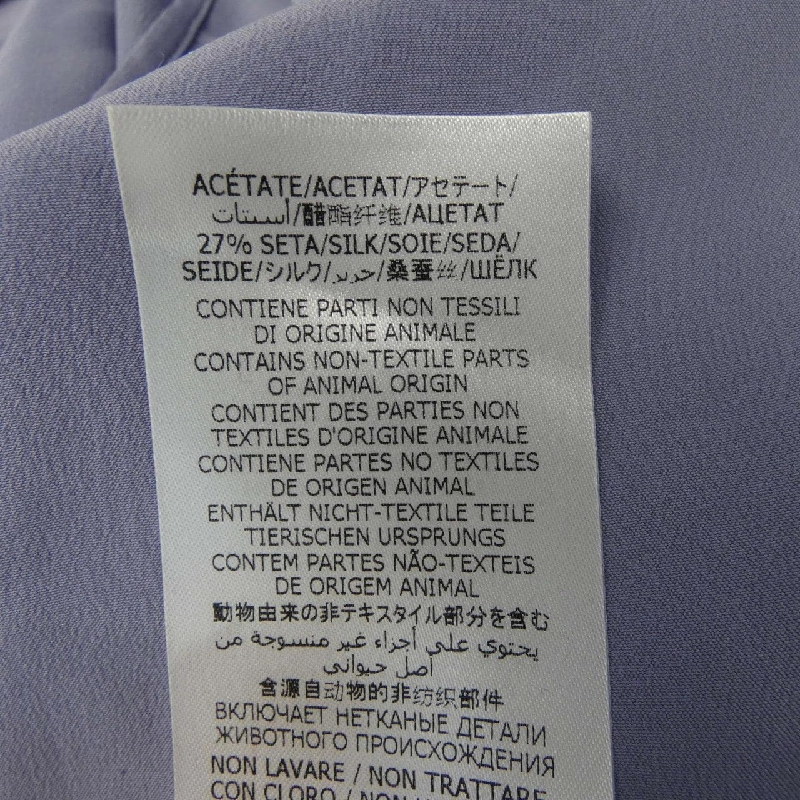 ACÉTATE/ACETAT/アセテート/
أستات/醋酯纤维/АЦЕТАТ
27% SETA/SILK/SOIE/SEDA/
SEIDE/シルク/حرير/桑蚕丝/ШЁЛК
CONTIENE PARTI NON TESSILI
DI ORIGINE ANIMALE
CONTAINS NON-TEXTILE PARTS
OF ANIMAL ORIGIN
CONTIENT DES PARTIES NON
TEXTILES D'ORIGINE ANIMALE
CONTIENE PARTES NO TEXTILES
DE ORIGEN ANIMAL
ENTHÄLT NICHT-TEXTILE TEILE
TIERISCHEN URSPRUNGS
CONTEM PARTES NÃO-TEXTEIS
DE ORIGEM ANIMAL
動物由来の非テキスタイル部分を含む
يحتوي على أجزاء غير منسوجة من
أصل حيواني
含源自动物的非纺织部件
ВКЛЮЧАЕТ НЕТКАНЫЕ ДЕТАЛИ
ЖИВОТНОГО ПРОИСХОЖДЕНИЯ
NON LAVARE / NON TRATTARE
CON CLORO / NON